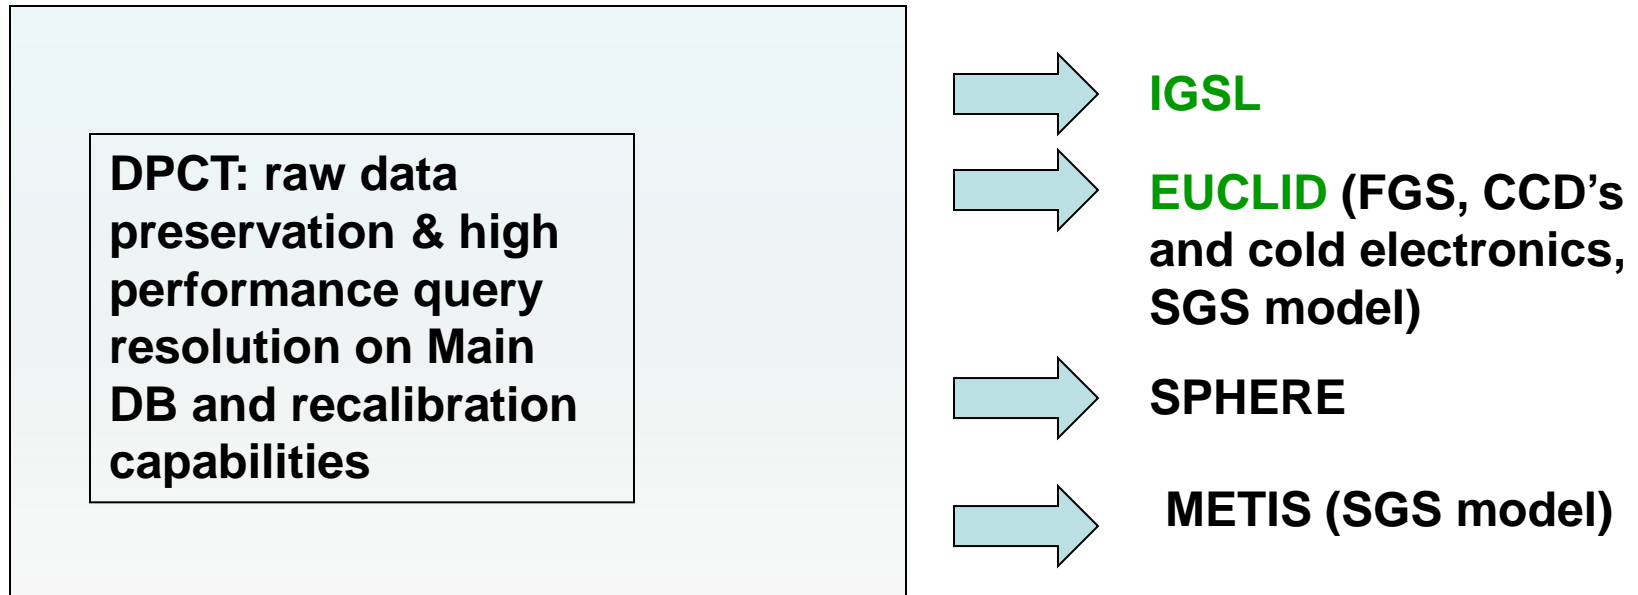 DPCT: raw data
preservation & high
performance query
resolution on Main
DB and recalibration
capabilities
IGSL
EUCLID (FGS, CCD’s
and cold electronics,
SGS model)
SPHERE
METIS (SGS model)